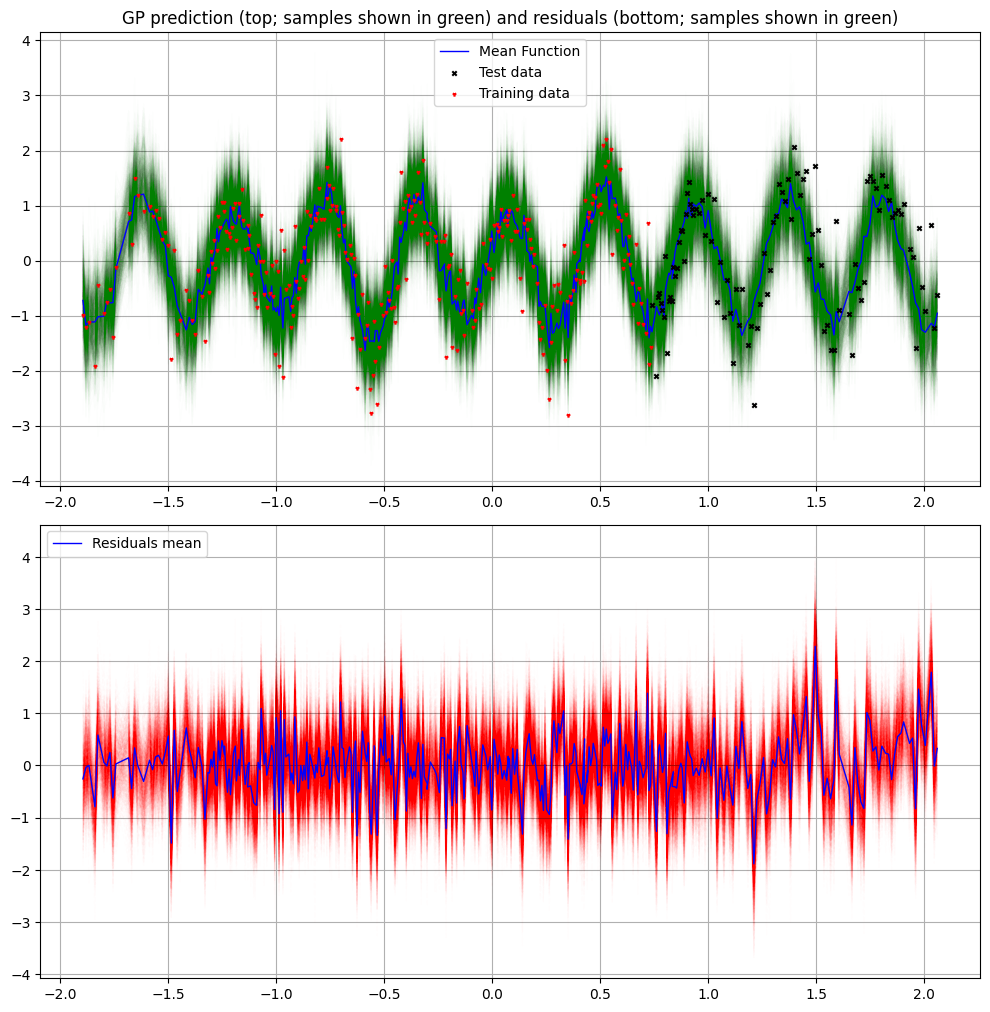 GP prediction (top; samples shown in green) and residuals (bottom; samples shown in green)
4
3
2
1
0
−1
−2
−3
−4
Mean Function
Test data
Training data
−2.0 −1.5 −1.0 −0.5 0.0 0.5 1.0 1.5 2.0
Residuals mean
4
3
2
1
0
−1
−2
−3
−4
−2.0 −1.5 −1.0 −0.5 0.0 0.5 1.0 1.5 2.0